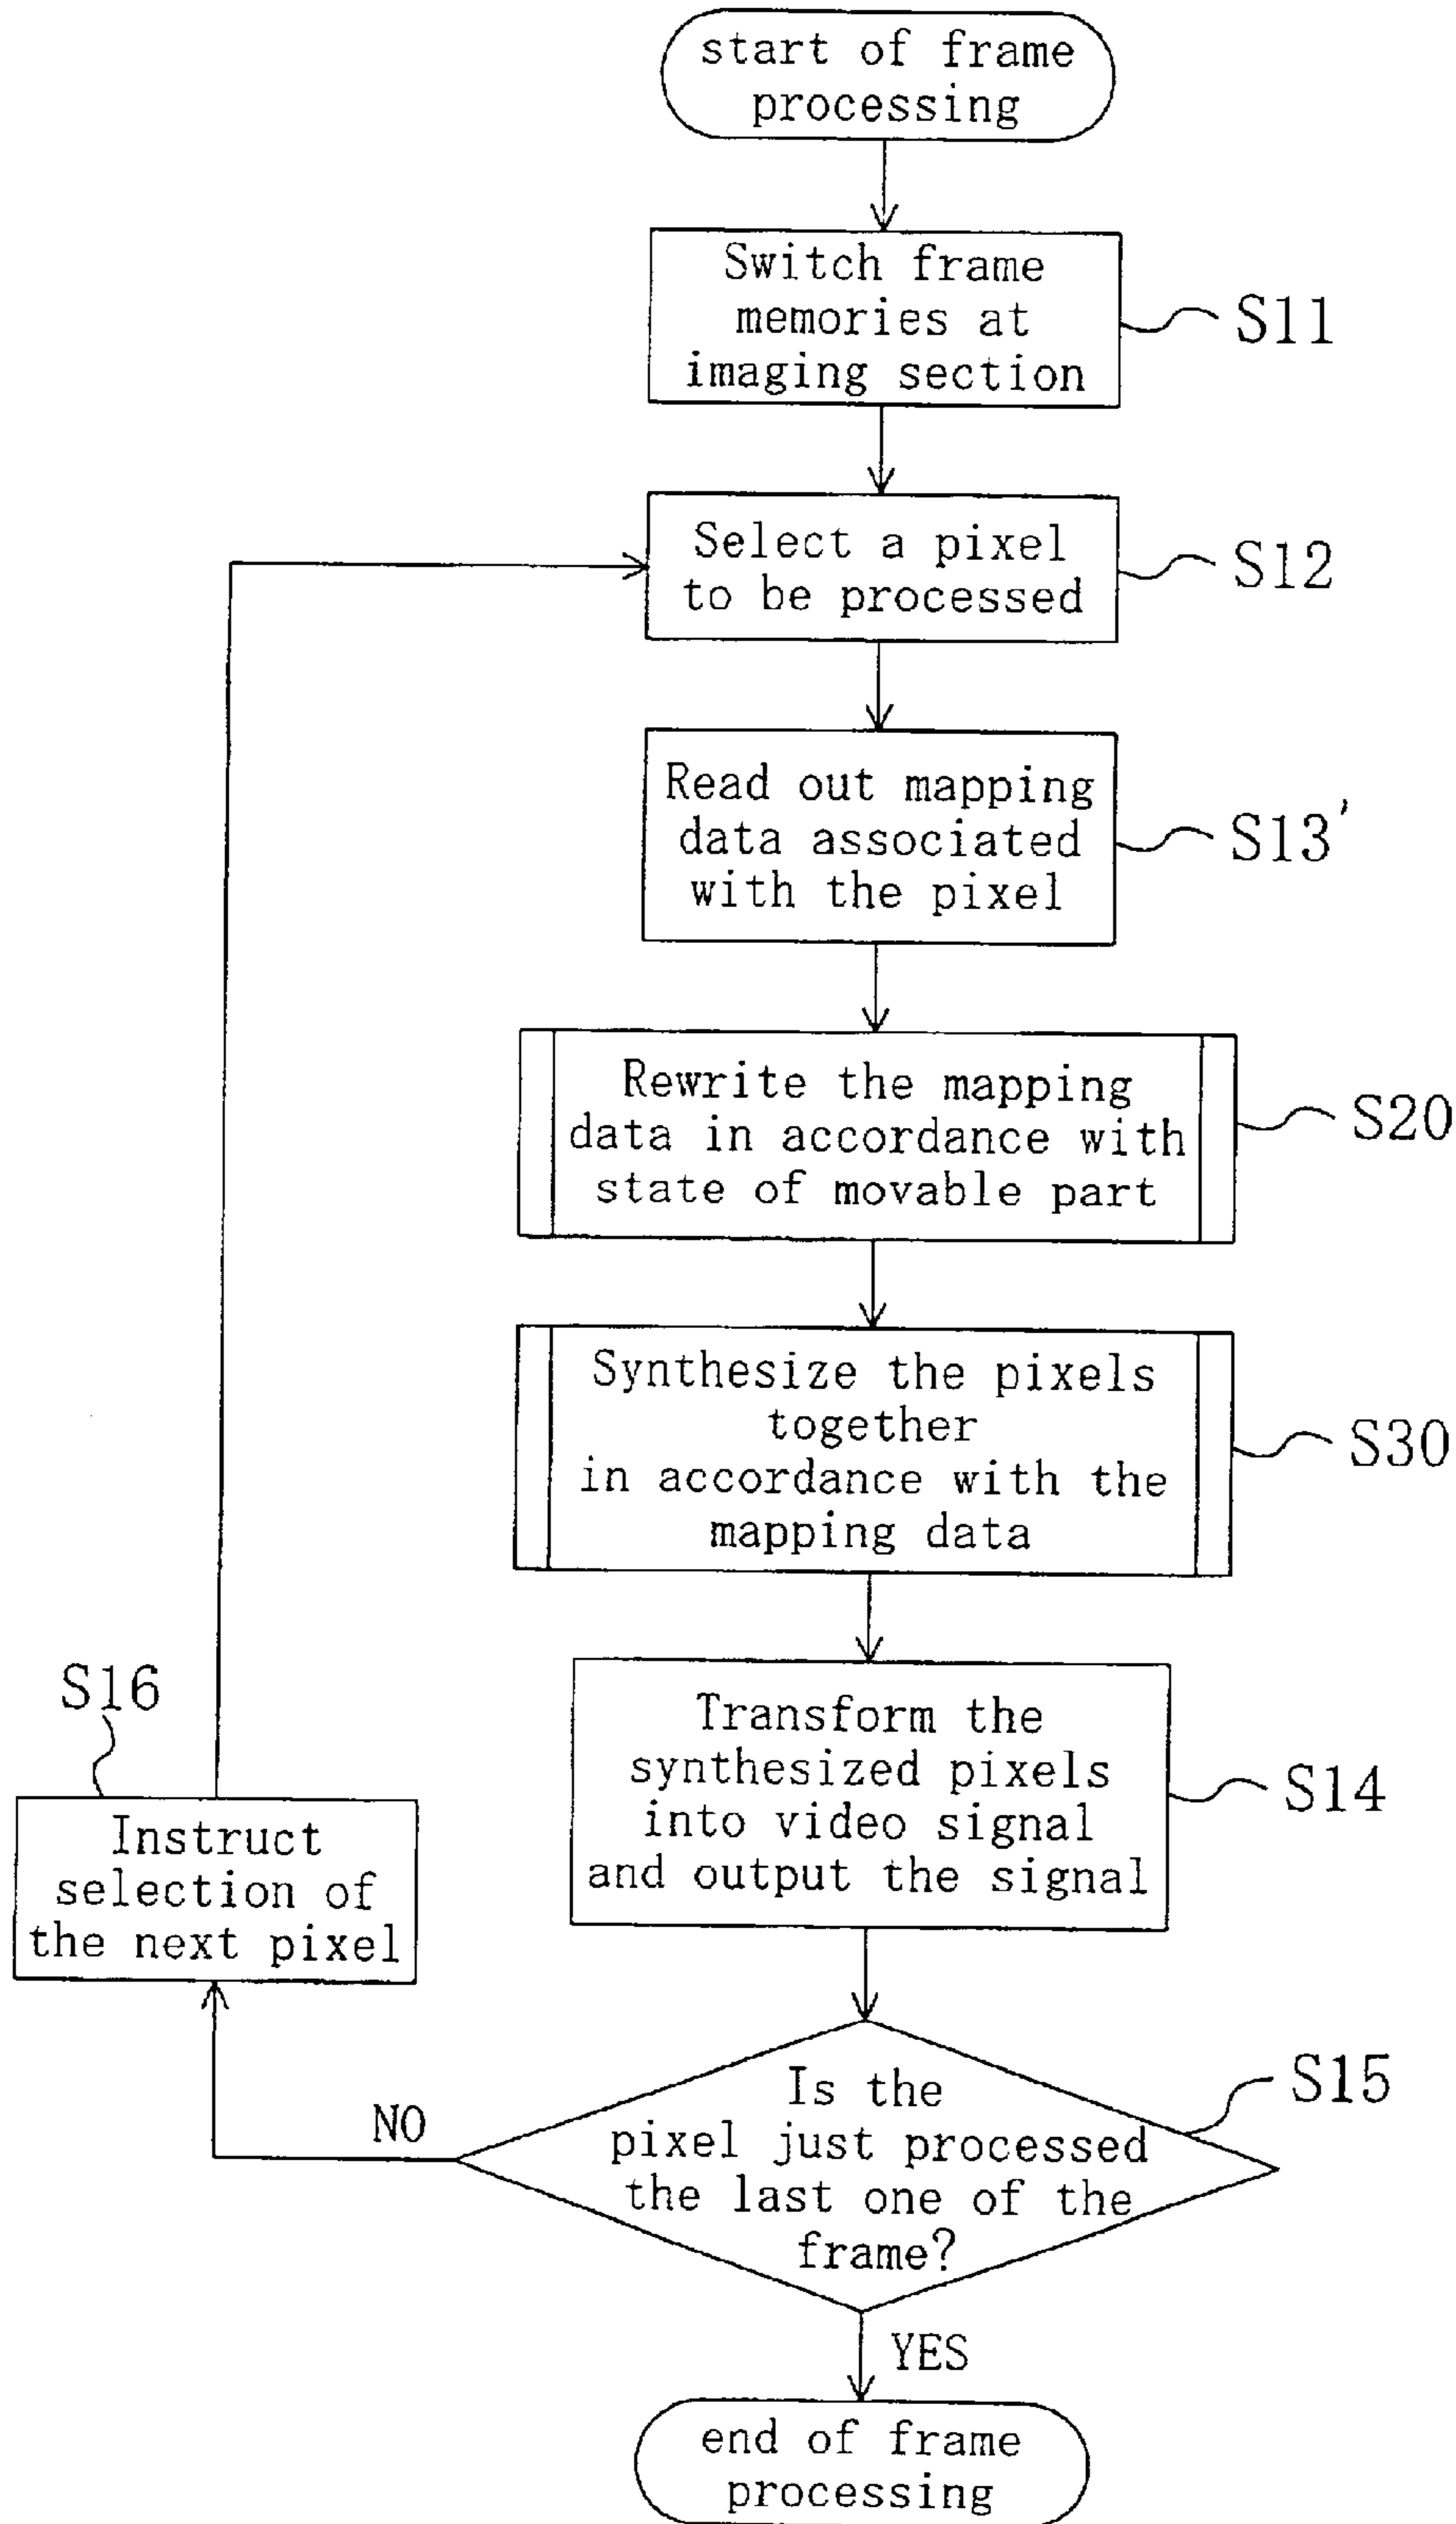 start of frame
processing
Switch frame
memories at
imaging section
S11
Select a pixel
to be processed
S12
Read out mapping
data associated
with the pixel
S13'
Rewrite the mapping
data in accordance with
state of movable part
S20
Synthesize the pixels
together
in accordance with the
mapping data
S30
Transform the
synthesized pixels
into video signal
and output the signal
S14
S16
Instruct
selection of
the next pixel
Is the
pixel just processed
the last one of the
frame?
S15
NO
YES
end of frame
processing